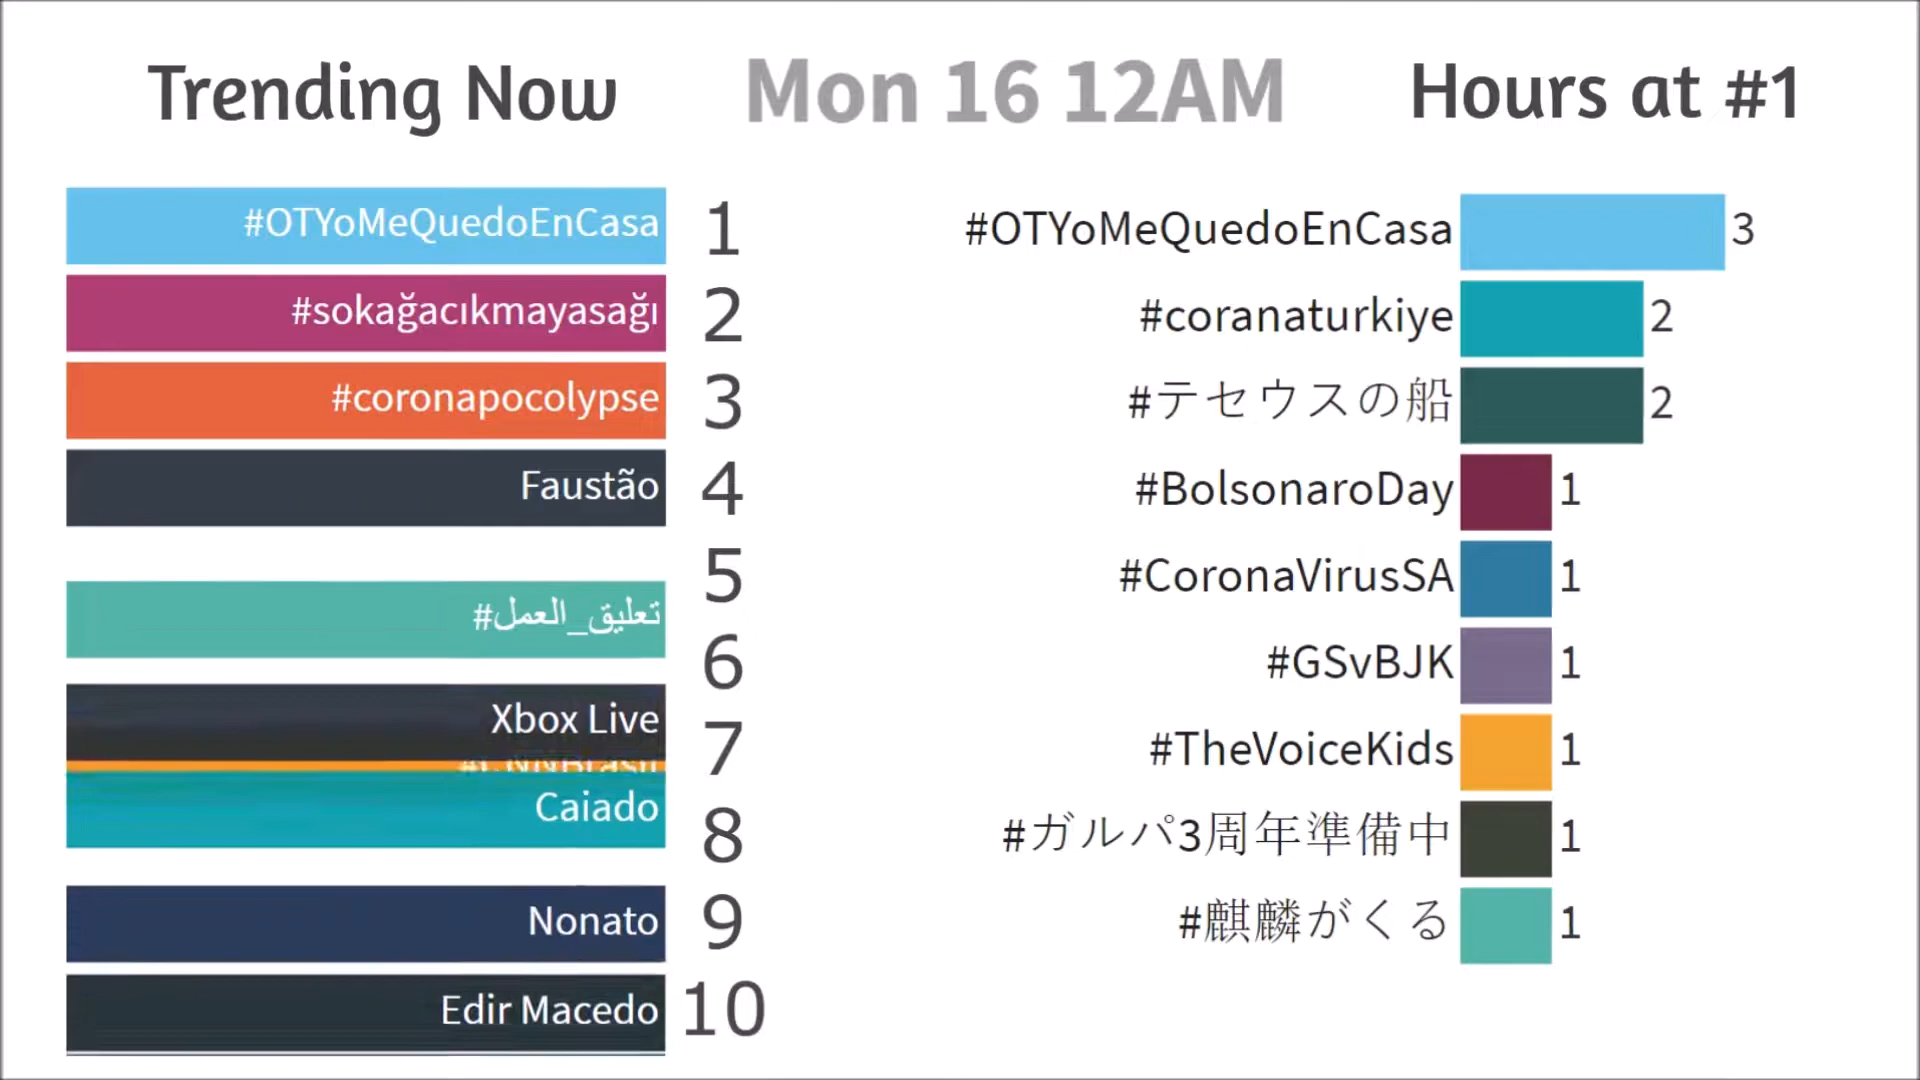 Trending Now
Mon 16 12AM
Hours at #1
#OTYoMeQuedoEnCasa 1
#sokağacıkmayasağı 2
#coronapocolypse 3
Faustão 4
5
#تعليق_العمل
6
Xbox Live
7
Caiado
8
Nonato 9
Edir Macedo 10
#OTYoMeQuedoEnCasa 3
#coranaturkiye 2
#テセウスの船 2
#BolsonaroDay 1
#CoronaVirusSA 1
#GSvBJK 1
#TheVoiceKids 1
#ガルパ3周年準備中 1
#麒麟がくる 1